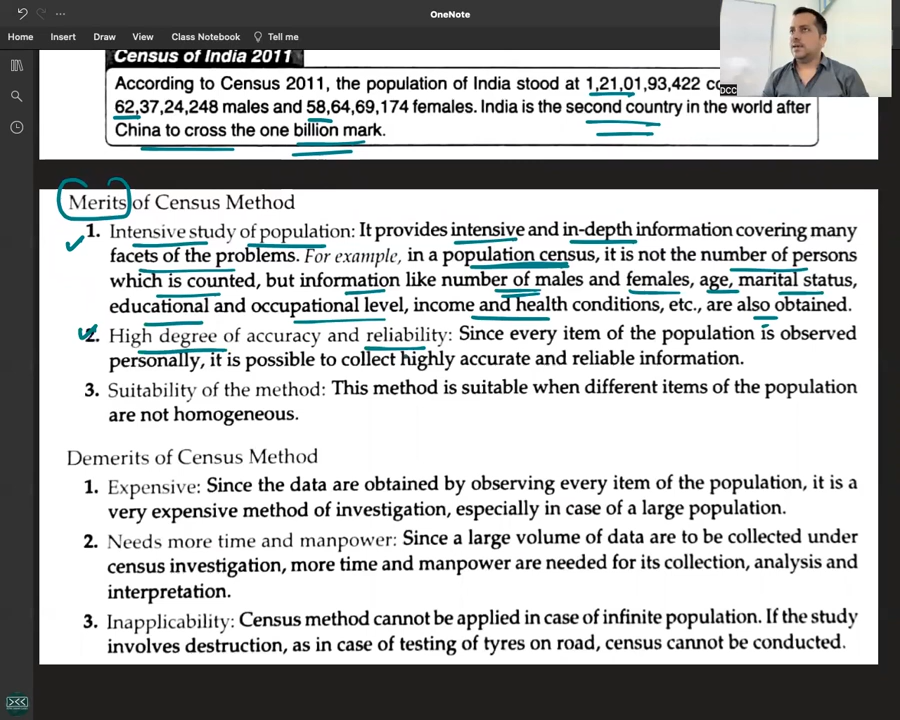 OneNote
Home Insert Draw View Class Notebook Tell me
Census of India 2011
According to Census 2011, the population of India stood at 1,21,01,93,422
62,37,24,248 males and 58,64,69,174 females. India is the second country in the world after
China to cross the one billion mark.
DCC
Merits of Census Method
1. Intensive study of population: It provides intensive and in-depth information covering many
facets of the problems. For example, in a population census, it is not the number of persons
which is counted, but information like number of males and females, age, marital status,
educational and occupational level, income and health conditions, etc., are also obtained.
2. High degree of accuracy and reliability: Since every item of the population is observed
personally, it is possible to collect highly accurate and reliable information.
3. Suitability of the method: This method is suitable when different items of the population
are not homogeneous.
Demerits of Census Method
1. Expensive: Since the data are obtained by observing every item of the population, it is a
very expensive method of investigation, especially in case of a large population.
2. Needs more time and manpower: Since a large volume of data are to be collected under
census investigation, more time and manpower are needed for its collection, analysis and
interpretation.
3. Inapplicability: Census method cannot be applied in case of infinite population. If the study
involves destruction, as in case of testing of tyres on road, census cannot be conducted.